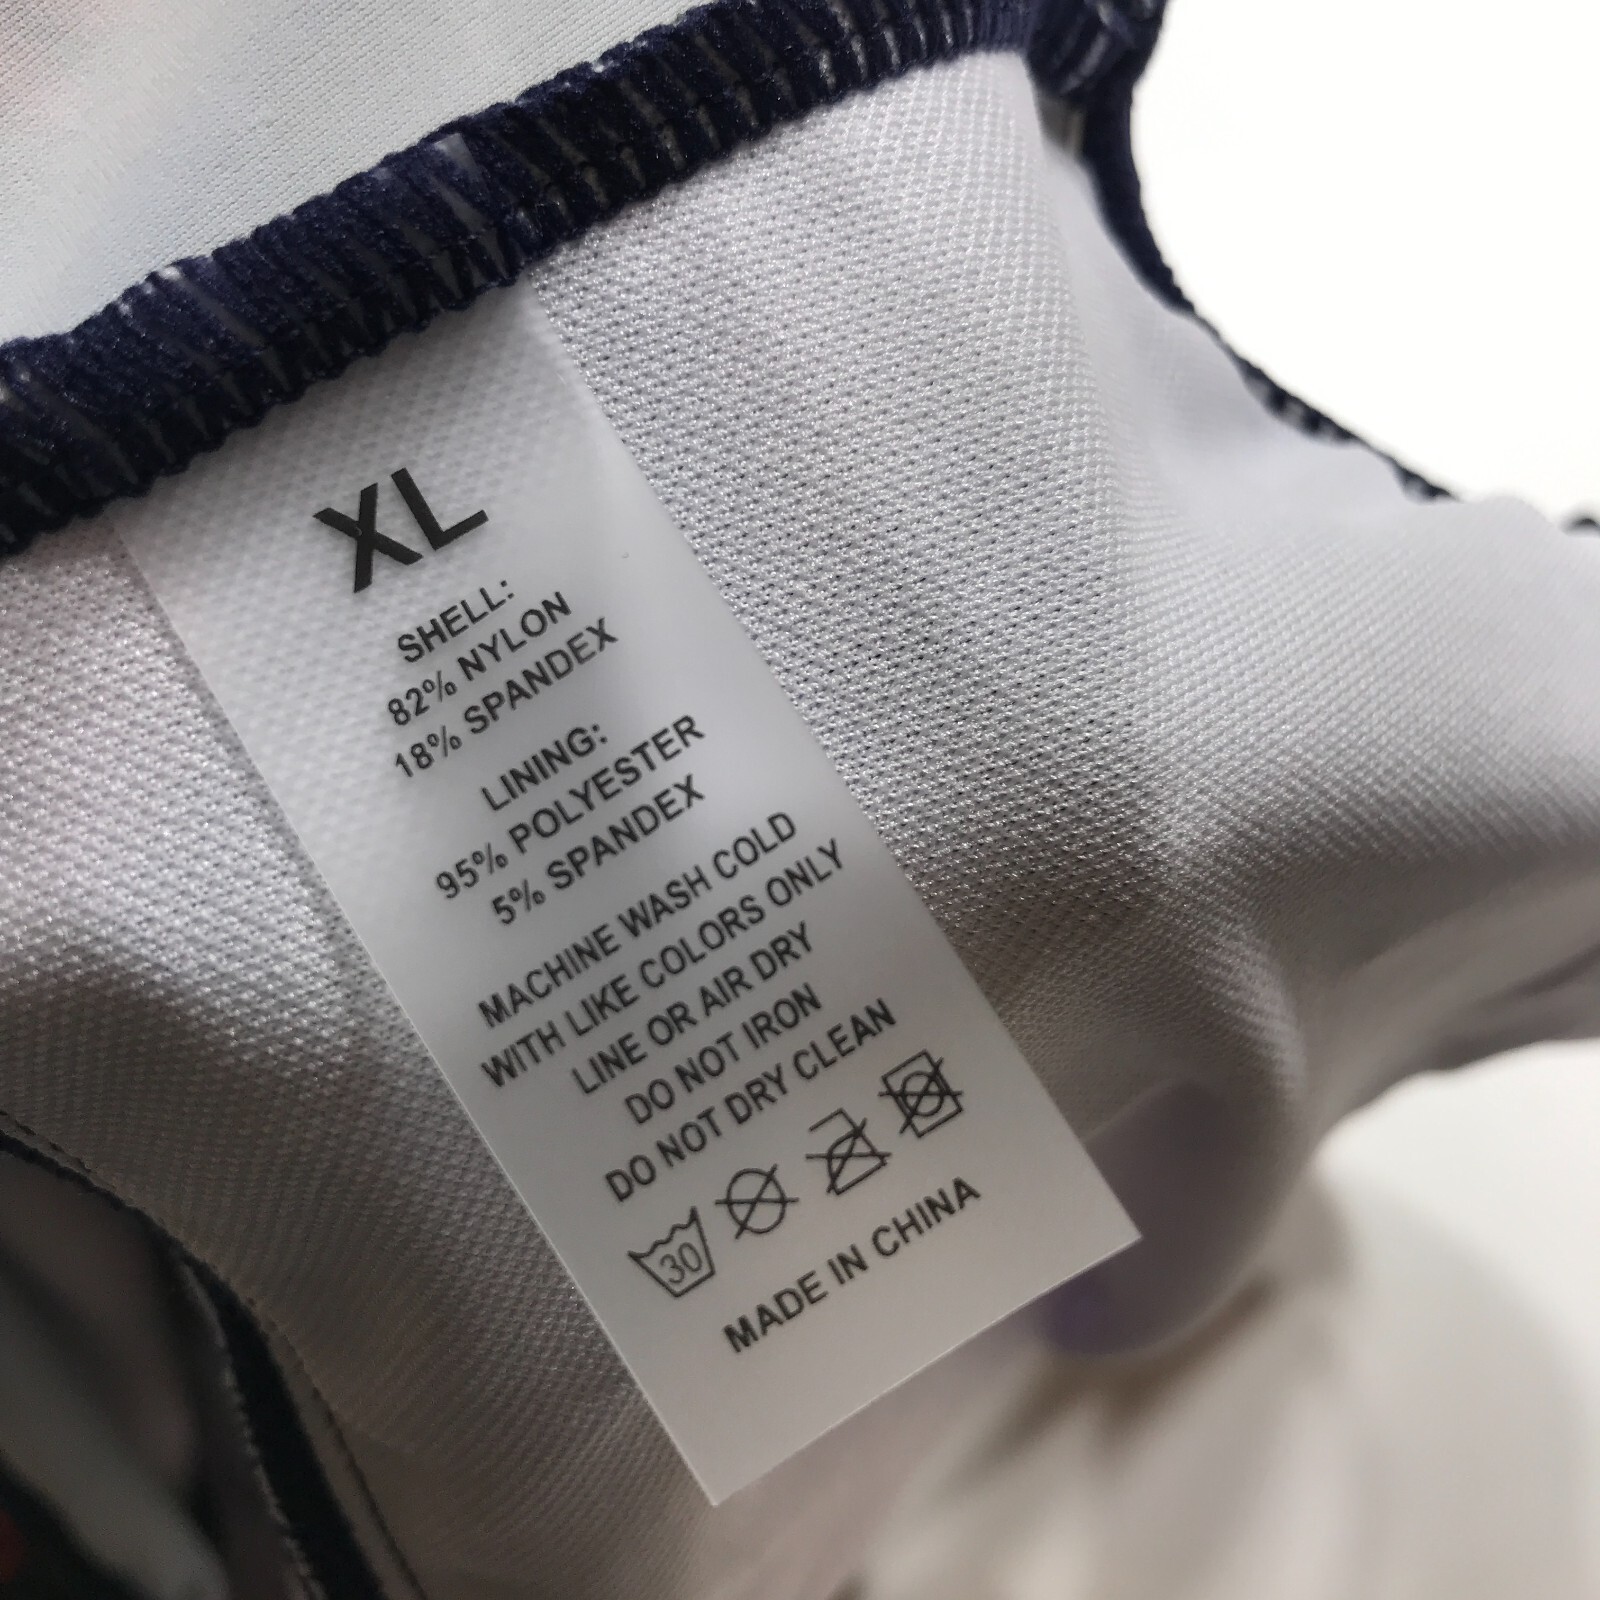 XL
SHELL:
82% NYLON
18% SPANDEX
LINING:
95% POLYESTER
5% SPANDEX
MACHINE WASH COLD
WITH LIKE COLORS ONLY
LINE OR AIR DRY
DO NOT IRON
DO NOT DRY CLEAN
30
MADE IN CHINA